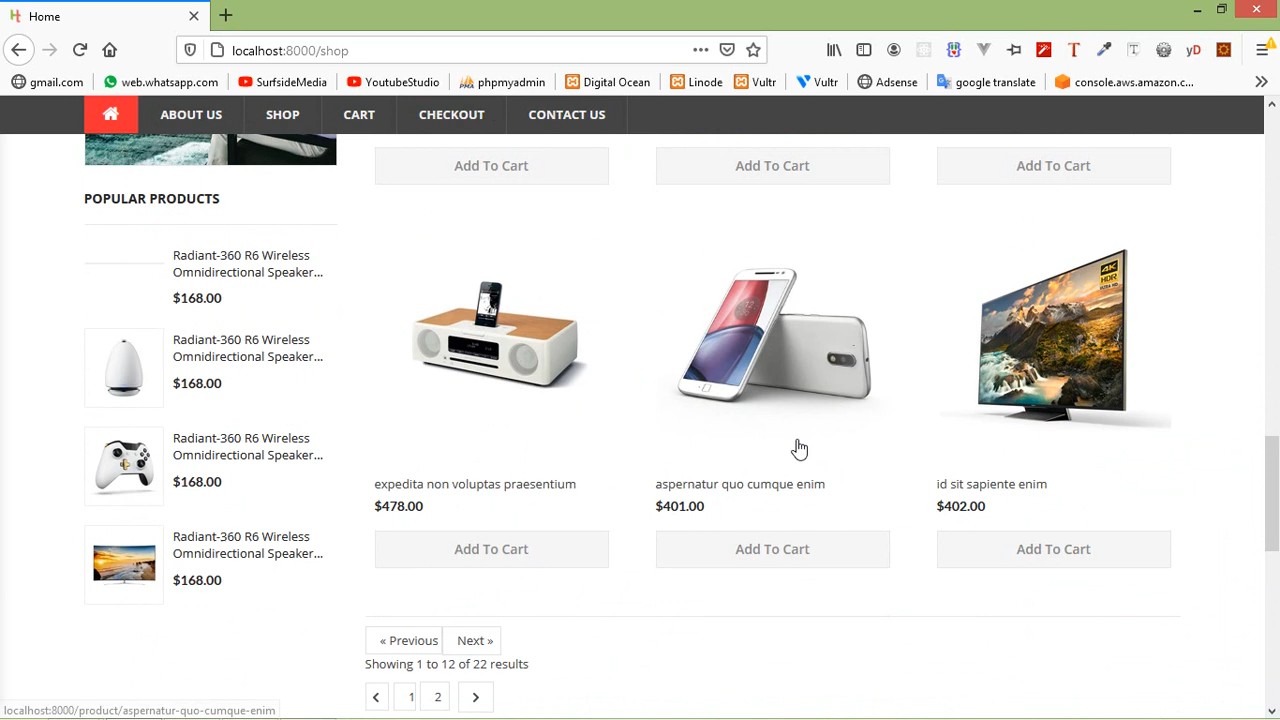 Home
localhost:8000/shop
gmail.com
web.whatsapp.com
SurfsideMedia
YoutubeStudio
phpmyadmin
Digital Ocean
Linode
Vultr
Vultr
Adsense
google translate
console.aws.amazon.c...
ABOUT US
SHOP
CART
CHECKOUT
CONTACT US
Add To Cart
Add To Cart
Add To Cart
POPULAR PRODUCTS
Radiant-360 R6 Wireless
Omnidirectional Speaker...
$168.00
Radiant-360 R6 Wireless
Omnidirectional Speaker...
$168.00
Radiant-360 R6 Wireless
Omnidirectional Speaker...
$168.00
Radiant-360 R6 Wireless
Omnidirectional Speaker...
$168.00
4K
HDR
expedita non voluptas praesentium
$478.00
Add To Cart
aspernatur quo cumque enim
$401.00
Add To Cart
id sit sapiente enim
$402.00
Add To Cart
« Previous
Next »
Showing 1 to 12 of 22 results
1
2
localhost:8000/product/aspernatur-quo-cumque-enim